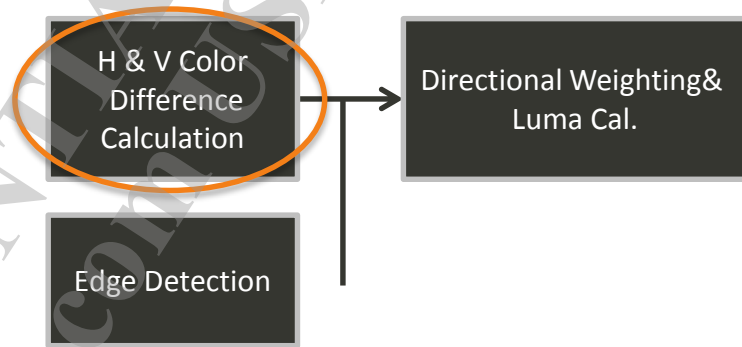 H & V Color
Difference
Calculation
Directional Weighting&
Luma Cal.
Edge Detection